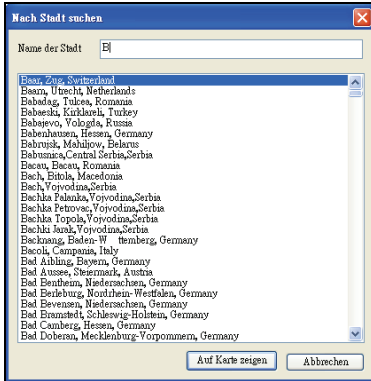 Nach Stadt suchen
Name der Stadt B
Baar, Zug, Switzerland
Baarn, Utrecht, Netherlands
Babadag, Tulcea, Romania
Babaeski, Kirklareli, Turkey
Babajevo, Vologda, Russia
Babenhausen, Hessen, Germany
Babrujsk, Mahiljow, Belarus
Babusnica,Central Serbia,Serbia
Bacau, Bacau, Romania
Bach, Bitola, Macedonia
Bach,Vojvodina,Serbia
Bachka Palanka,Vojvodina,Serbia
Bachka Petrovac,Vojvodina,Serbia
Bachka Topola,Vojvodina,Serbia
Bachki Jarak,Vojvodina,Serbia
Backnang, Baden-W ttemberg, Germany
Bacoli, Campania, Italy
Bad Aibling, Bayern, Germany
Bad Aussee, Steiermark, Austria
Bad Bentheim, Niedersachsen, Germany
Bad Berleburg, Nordrhein-Westfalen, Germany
Bad Bevensen, Niedersachsen, Germany
Bad Bramstedt, Schleswig-Holstein, Germany
Bad Camberg, Hessen, Germany
Bad Doberan, Mecklenburg-Vorpommern, Germany
Auf Karte zeigen Abbrechen